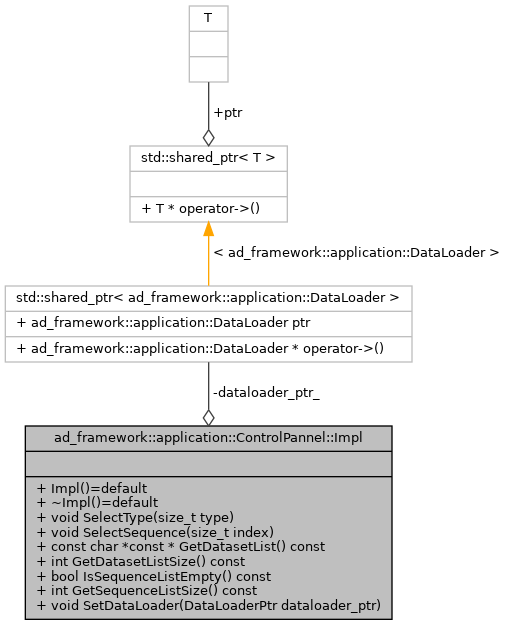 T
+ptr
std::shared_ptr< T >
+ T * operator->()
< ad_framework::application::DataLoader >
std::shared_ptr< ad_framework::application::DataLoader >
+ ad_framework::application::DataLoader ptr
+ ad_framework::application::DataLoader * operator->()
-dataloader_ptr_
ad_framework::application::ControlPannel::Impl
+ Impl()=default
+ ~Impl()=default
+ void SelectType(size_t type)
+ void SelectSequence(size_t index)
+ const char *const * GetDatasetList() const
+ int GetDatasetListSize() const
+ bool IsSequenceListEmpty() const
+ int GetSequenceListSize() const
+ void SetDataLoader(DataLoaderPtr dataloader_ptr)